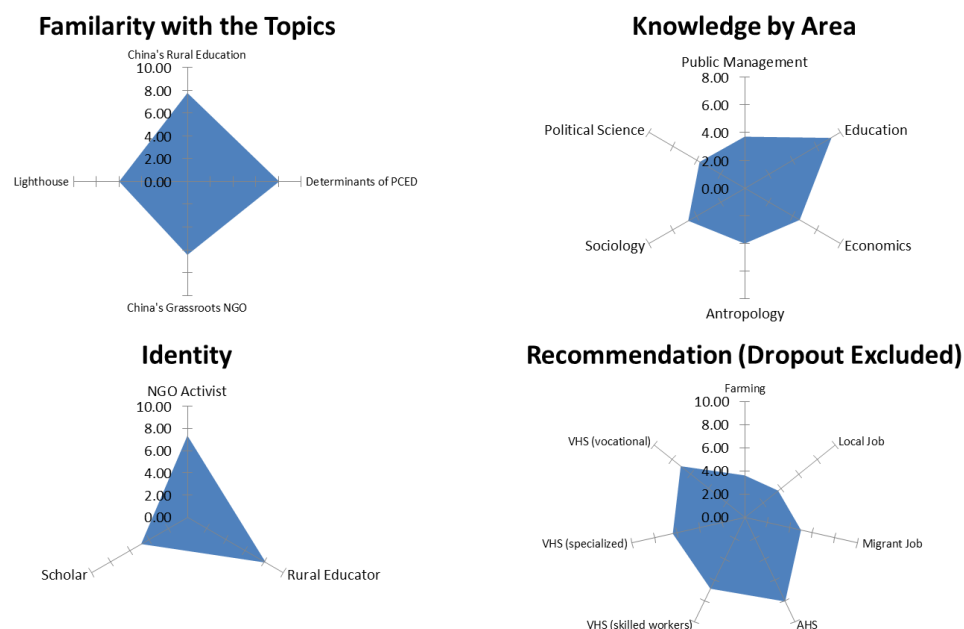 Familarity with the Topics
China's Rural Education
10.00
8.00
6.00
4.00
2.00
0.00
Lighthouse
Determinants of PCED
China's Grassroots NGO
Knowledge by Area
Public Management
8.00
6.00
4.00
2.00
0.00
Political Science
Education
Sociology
Economics
Antropology
Identity
NGO Activist
10.00
8.00
6.00
4.00
2.00
0.00
Scholar
Rural Educator
Recommendation (Dropout Excluded)
Farming
10.00
8.00
6.00
4.00
2.00
0.00
VHS (vocational)
Local Job
VHS (specialized)
Migrant Job
VHS (skilled workers)
AHS